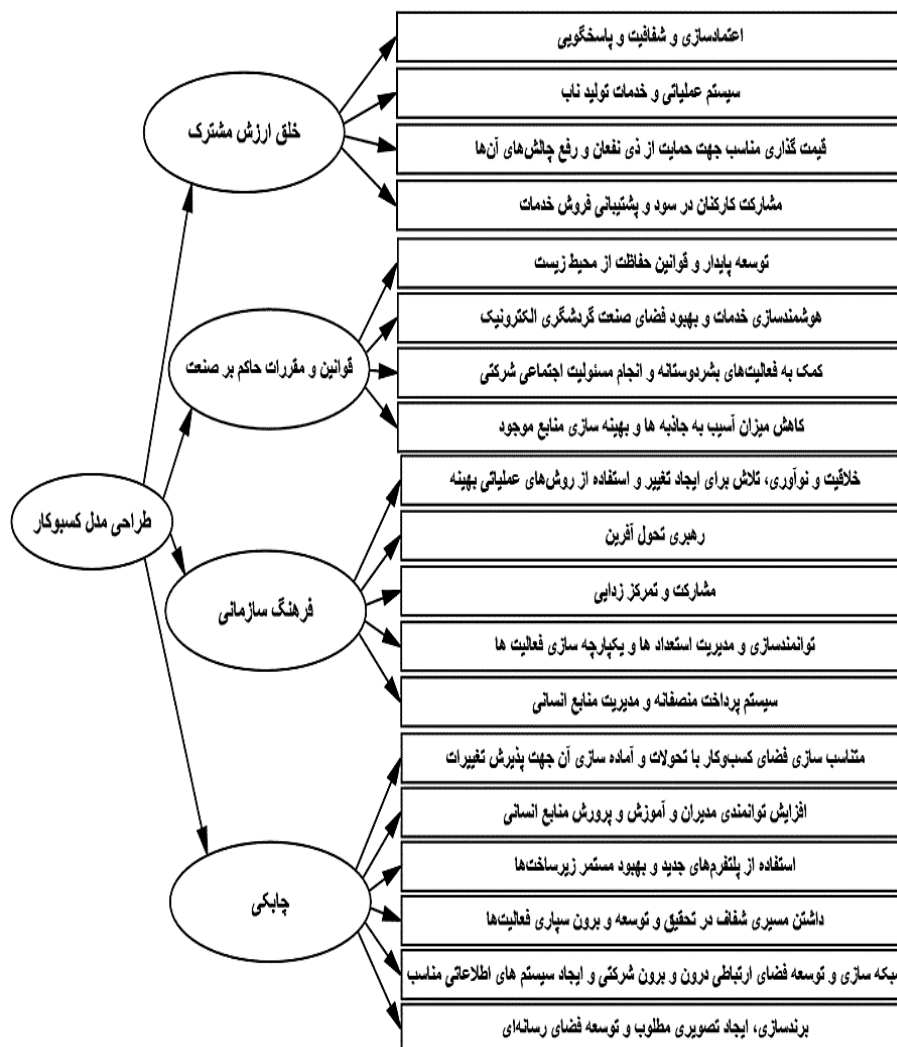 طراحی مدل کسبوکار
خلق ارزش مشترک
اعتمادسازی و شفافیت و پاسخگویی
سیستم عملیاتی و خدمات تولید ناب
قیمت گذاری مناسب جهت حمایت از ذی نفعان و رفع چالش‌های آن‌ها
مشارکت کارکنان در سود و پشتیبانی فروش خدمات
قوانین و مقررات حاکم بر صنعت
توسعه پایدار و قوانین حفاظت از محیط زیست
هوشمندسازی خدمات و بهبود فضای صنعت گردشگری الکترونیک
کمک به فعالیت‌های بشردوستانه و انجام مسئولیت اجتماعی شرکتی
کاهش میزان آسیب به جاذبه ها و بهینه سازی منابع موجود
فرهنگ سازمانی
خلاقیت و نوآوری، تلاش برای ایجاد تغییر و استفاده از روش‌های عملیاتی بهینه
رهبری تحول آفرین
مشارکت و تمرکز زدایی
توانمندسازی و مدیریت استعداد ها و یکپارچه سازی فعالیت ها
سیستم پرداخت منصفانه و مدیریت منابع انسانی
چابکی
متناسب سازی فضای کسب‌وکار با تحولات و آماده سازی آن جهت پذیرش تغییرات
افزایش توانمندی مدیران و آموزش و پرورش منابع انسانی
استفاده از پلتفرم‌های جدید و بهبود مستمر زیرساخت‌ها
داشتن مسیری شفاف در تحقیق و توسعه و برون سپاری فعالیت‌ها
سازی و توسعه فضای ارتباطی درون و برون شرکتی و ایجاد سیستم های اطلاعاتی مناسب
برندسازی، ایجاد تصویری مطلوب و توسعه فضای رسانه‌ای